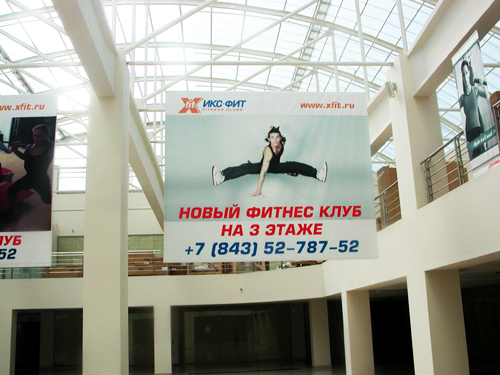 www.xfit.ru
УБ
52
Xfit ИКС-ФИТ www.xfit.ru
FITNESS CLUBS
НОВЫЙ ФИТНЕС КЛУБ
НА 3 ЭТАЖЕ
+7 (843) 52-787-52